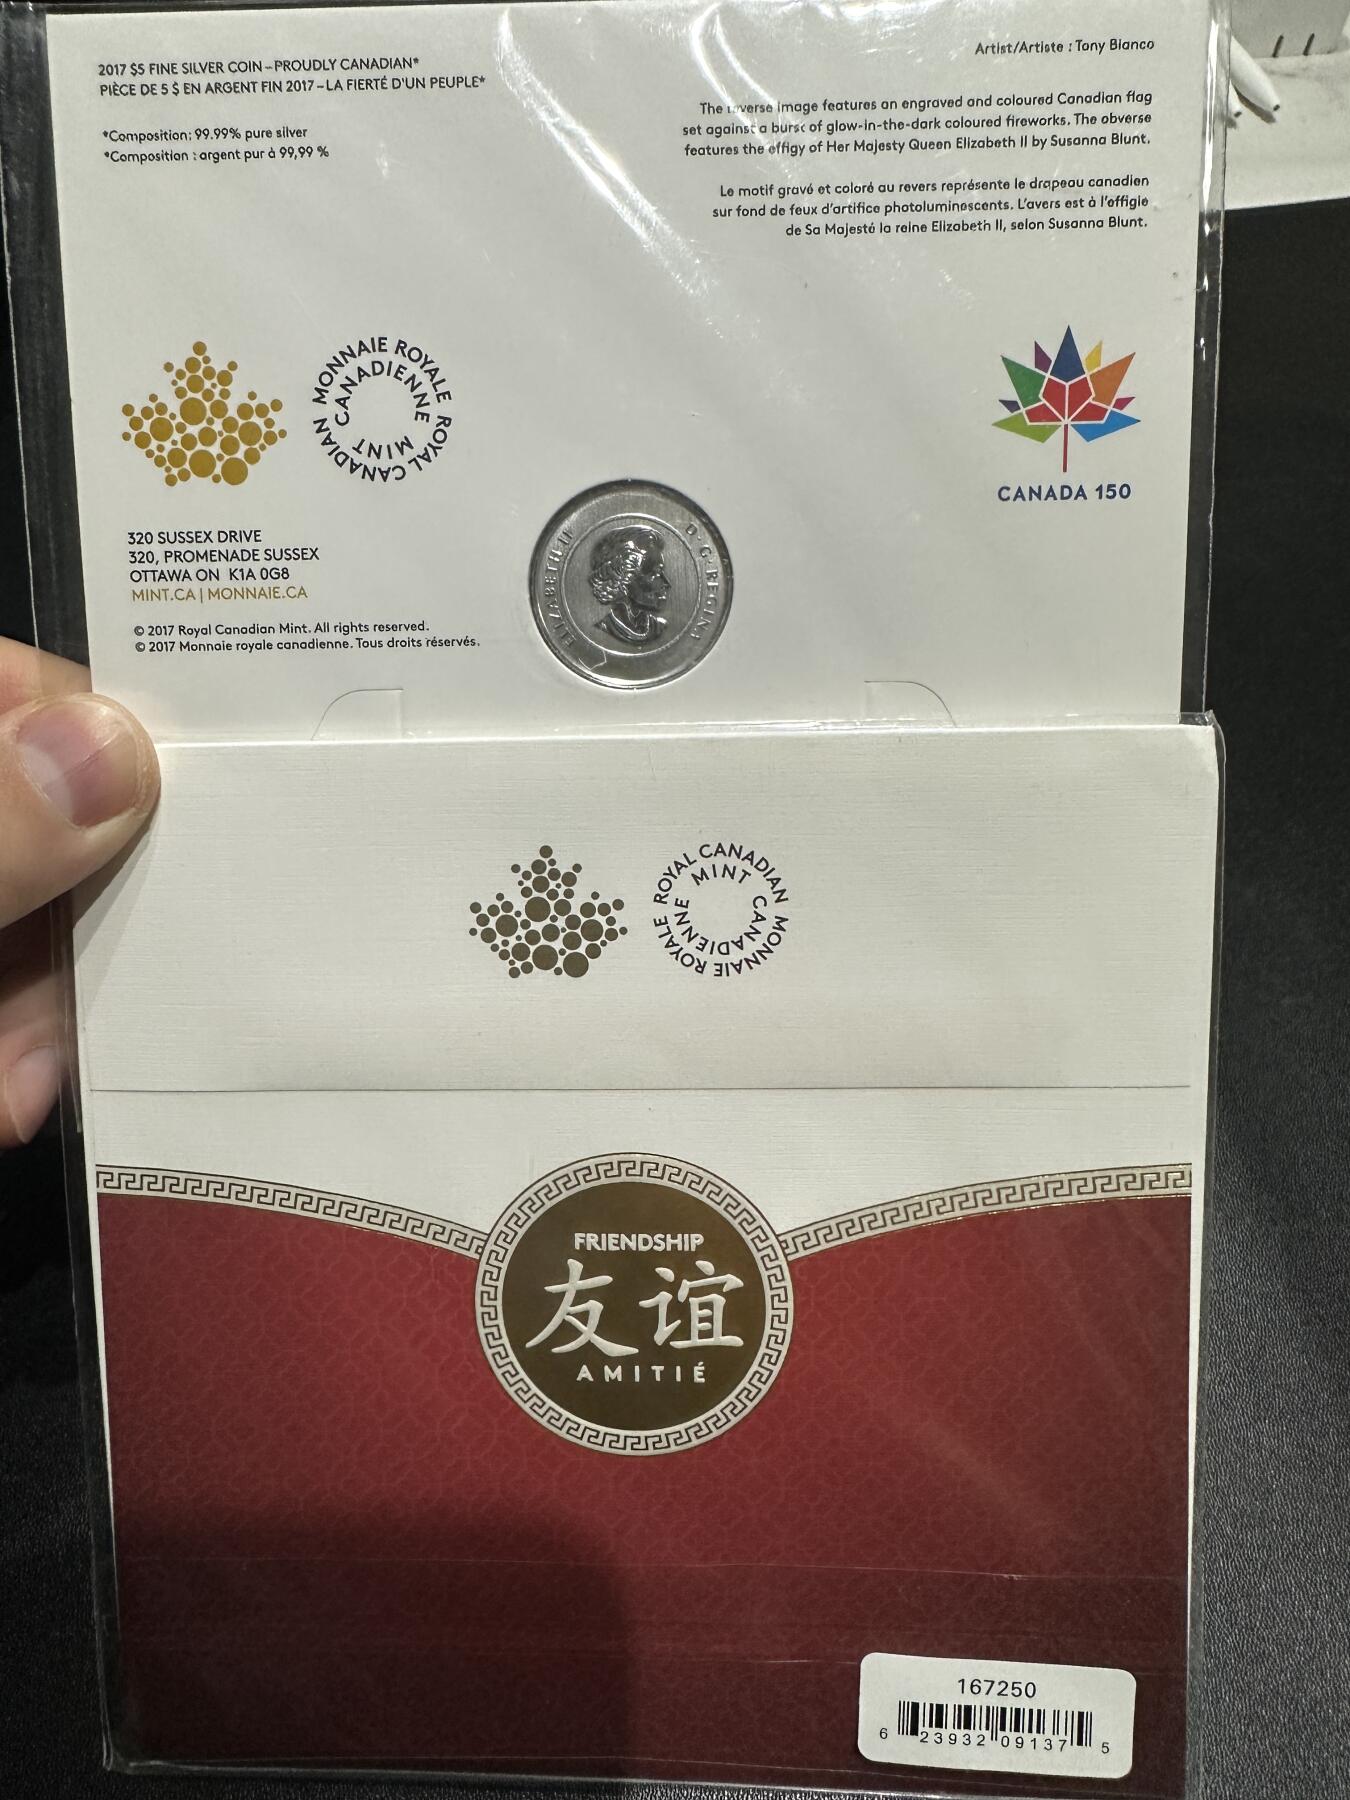 2017 $5 FINE SILVER COIN – PROUDLY CANADIAN*
PIÈCE DE 5 $ EN ARGENT FIN 2017 – LA FIERTÉ D'UN PEUPLE*
*Composition: 99.99% pure silver
*Composition : argent pur à 99,99 %
Artist/Artiste : Tony Bianco
The reverse image features an engraved and coloured Canadian flag
set against a burst of glow-in-the-dark coloured fireworks. The obverse
features the effigy of Her Majesty Queen Elizabeth II by Susanna Blunt.
Le motif gravé et coloré au revers représente le drapeau canadien
sur fond de feux d'artifice photoluminescents. L'avers est à l'effigie
de Sa Majesté la reine Elizabeth II, selon Susanna Blunt.
MONNAIE ROYALE
CANADIENNE
ROYAL CANADIAN
MINT
CANADA 150
320 SUSSEX DRIVE
320, PROMENADE SUSSEX
OTTAWA ON K1A 0G8
MINT.CA | MONNAIE.CA
© 2017 Royal Canadian Mint. All rights reserved.
© 2017 Monnaie royale canadienne. Tous droits réservés.
ELIZABETH II D·G·REGINA
ROYAL CANADIAN
MINT
MONNAIE ROYALE
CANADIENNE
FRIENDSHIP
友谊
AMITIÉ
167250
6 23932 09137 5